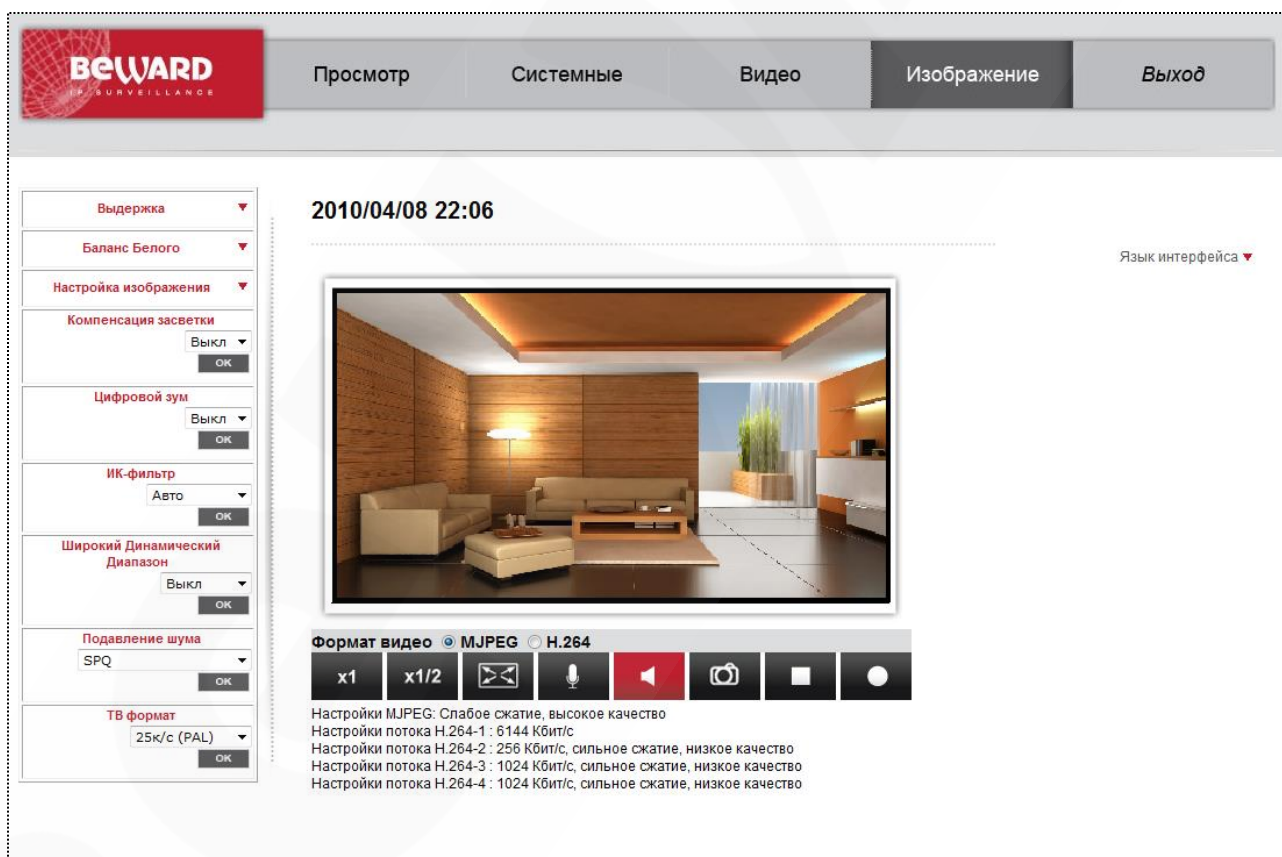 BEWARD
IP SURVEILLANCE
Просмотр
Системные
Видео
Изображение
Выход
Выдержка
Баланс Белого
Настройка изображения
Компенсация засветки
Выкл
OK
Цифровой зум
Выкл
OK
ИК-фильтр
Авто
OK
Широкий Динамический
Диапазон
Выкл
OK
Подавление шума
SPQ
OK
ТВ формат
25к/с (PAL)
OK
2010/04/08 22:06
Язык интерфейса
Формат видео MJPEG H.264
x1
x1/2
Настройки MJPEG: Слабое сжатие, высокое качество
Настройки потока H.264-1 : 6144 Кбит/с
Настройки потока H.264-2 : 256 Кбит/с, сильное сжатие, низкое качество
Настройки потока H.264-3 : 1024 Кбит/с, сильное сжатие, низкое качество
Настройки потока H.264-4 : 1024 Кбит/с, сильное сжатие, низкое качество